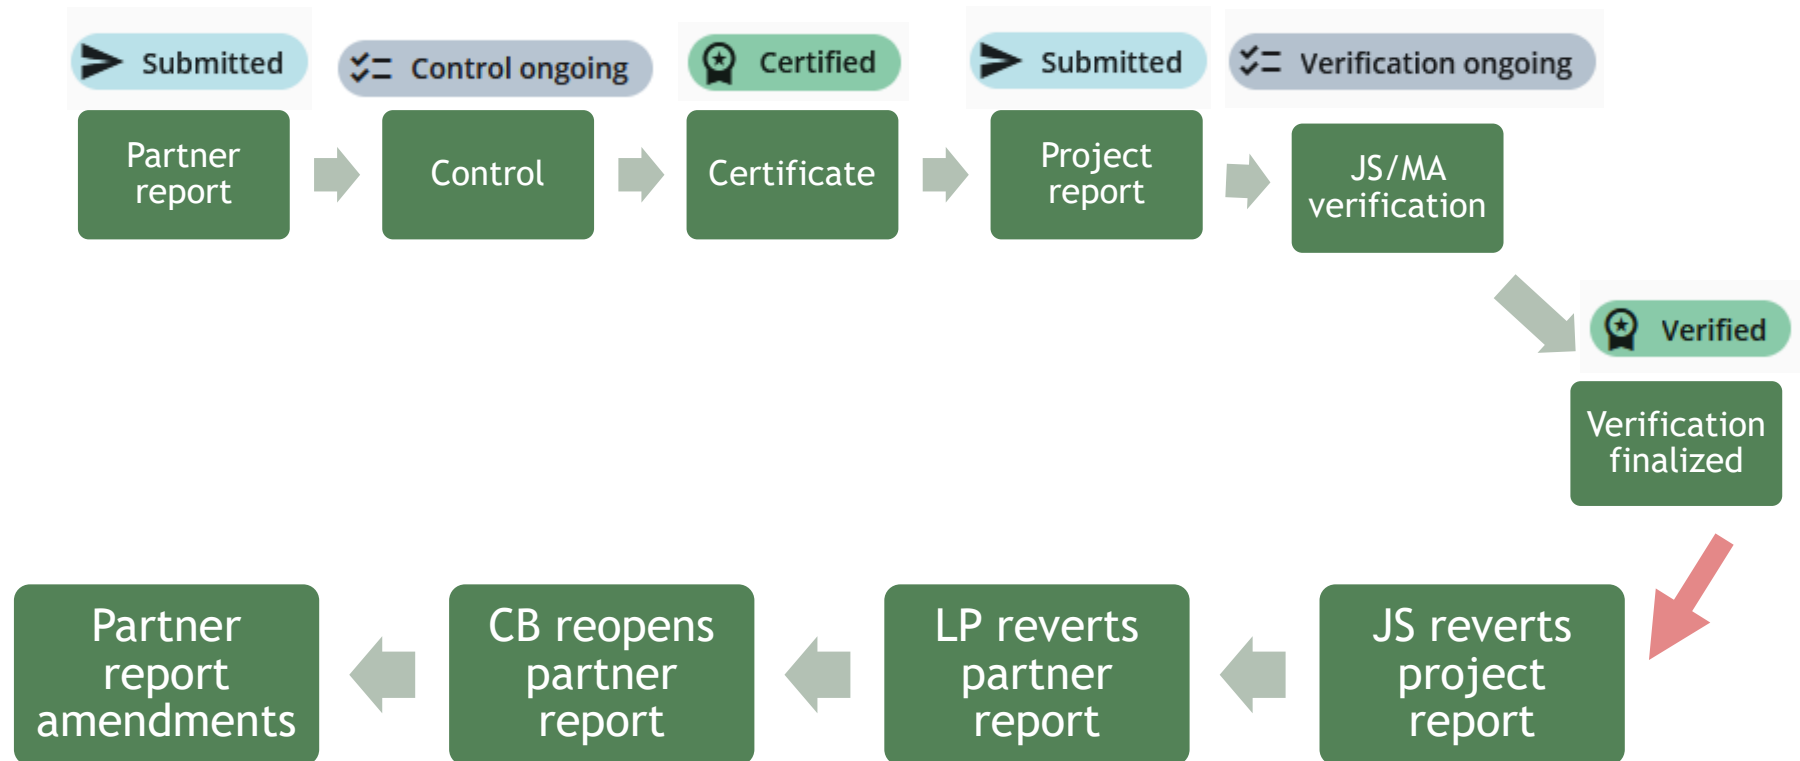 Submitted
Control ongoing
Certified
Submitted
Verification ongoing
Partner
report
Control
Certificate
Project
report
JS/MA
verification
Verified
Verification
finalized
Partner
report
amendments
CB reopens
partner
report
LP reverts
partner
report
JS reverts
project
report